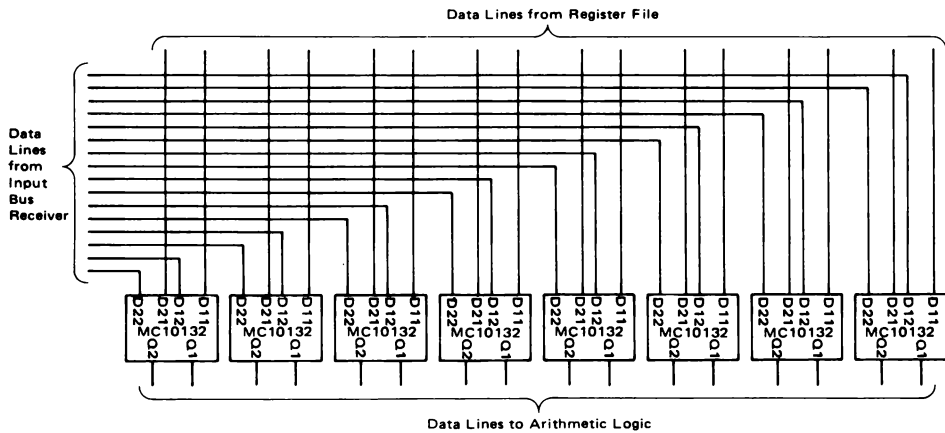 Data Lines from Register File
Data
Lines
from
Input
Bus
Receiver
D22 D21 D12 D11
MC10132
Q2 Q1
D22 D21 D12 D11
MC10132
Q2 Q1
D22 D21 D12 D11
MC10132
Q2 Q1
D22 D21 D12 D11
MC10132
Q2 Q1
D22 D21 D12 D11
MC10132
Q2 Q1
D22 D21 D12 D11
MC10132
Q2 Q1
D22 D21 D12 D11
MC10132
Q2 Q1
D22 D21 D12 D11
MC10132
Q2 Q1
Data Lines to Arithmetic Logic